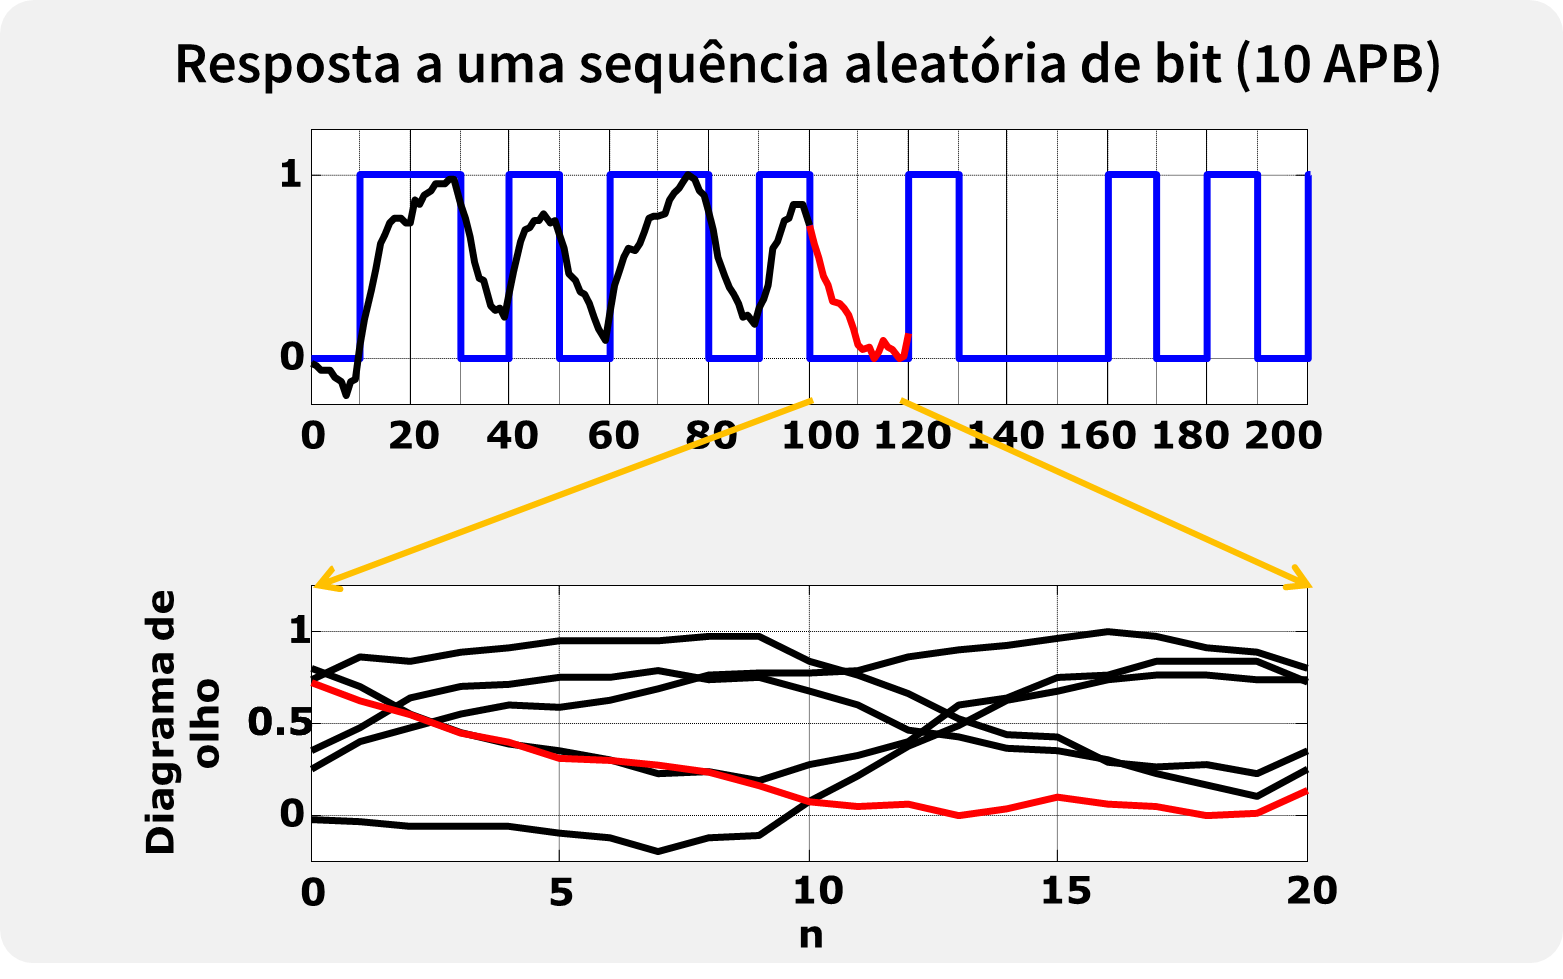 Resposta a uma sequência aleatória de bit (10 APB)
1
0
0 20 40 60 80 100 120 140 160 180 200
Diagrama de
olho
1
0.5
0
0 5 10 15 20
n